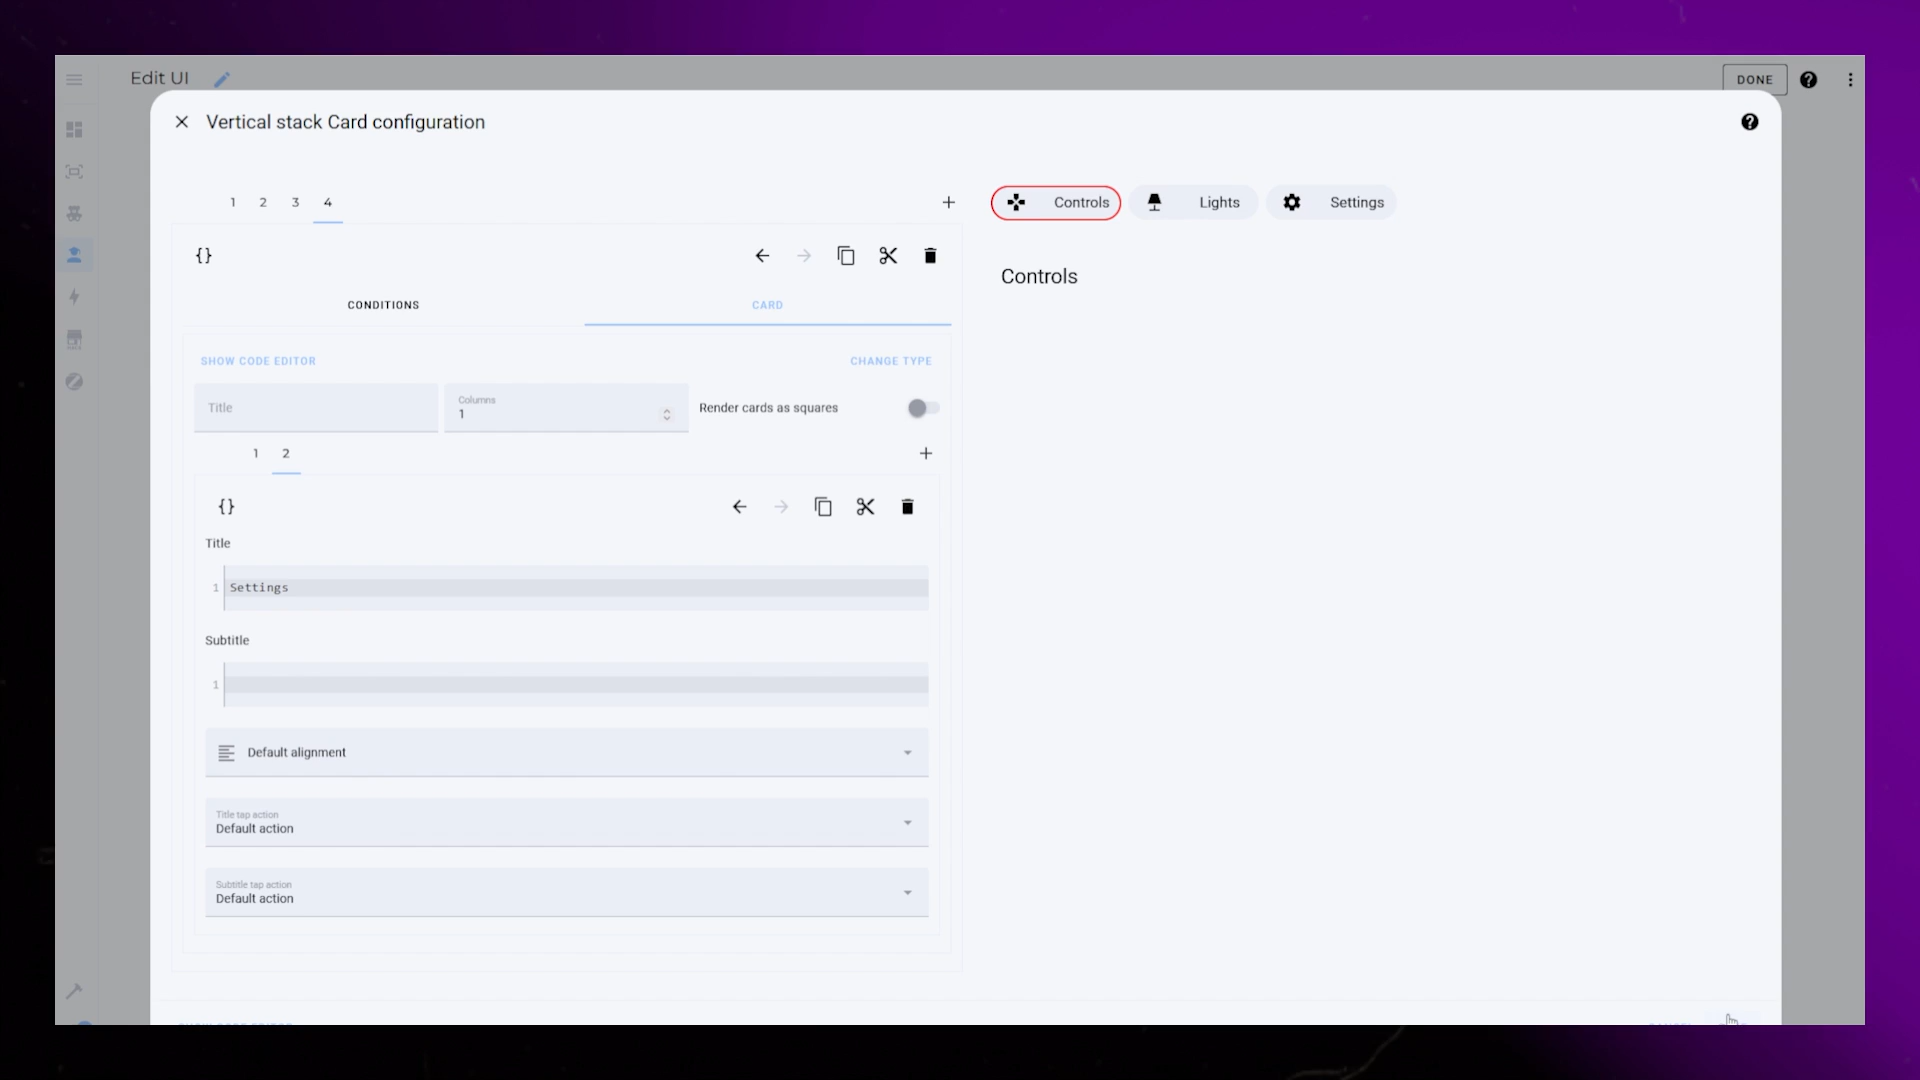 Edit UI
DONE
Vertical stack Card configuration
1 2 3 4
Controls
Lights
Settings
{}
Controls
CONDITIONS
CARD
SHOW CODE EDITOR
CHANGE TYPE
Title
Columns
1
Render cards as squares
1 2
{}
Title
1 Settings
Subtitle
1
Default alignment
Title tap action
Default action
Subtitle tap action
Default action